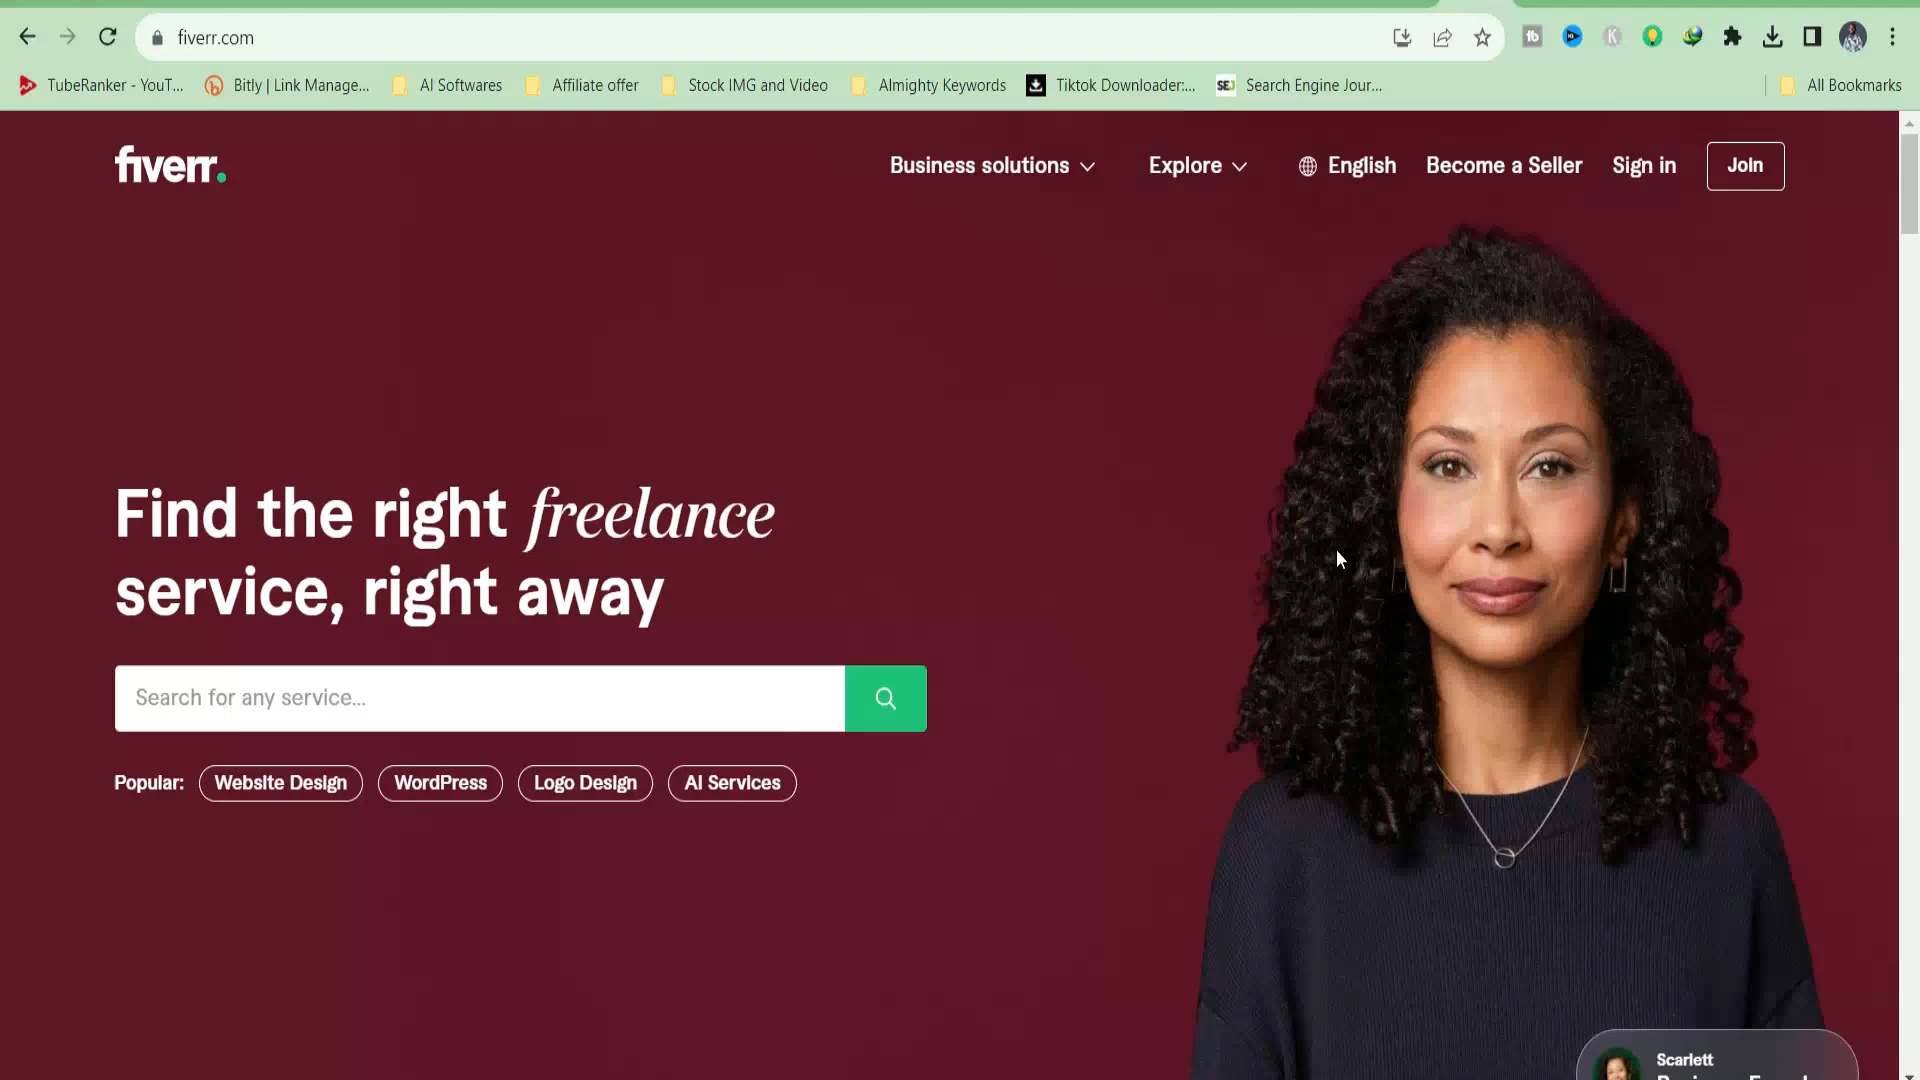 fiverr.com
TubeRanker - YouT...
Bitly | Link Manage...
AI Softwares
Affiliate offer
Stock IMG and Video
Almighty Keywords
Tiktok Downloader:...
SEJ
Search Engine Jour...
All Bookmarks
fiverr.
Business solutions
Explore
English
Become a Seller
Sign in
Join
Find the right freelance
service, right away
Search for any service...
Popular:
Website Design
WordPress
Logo Design
AI Services
Scarlett